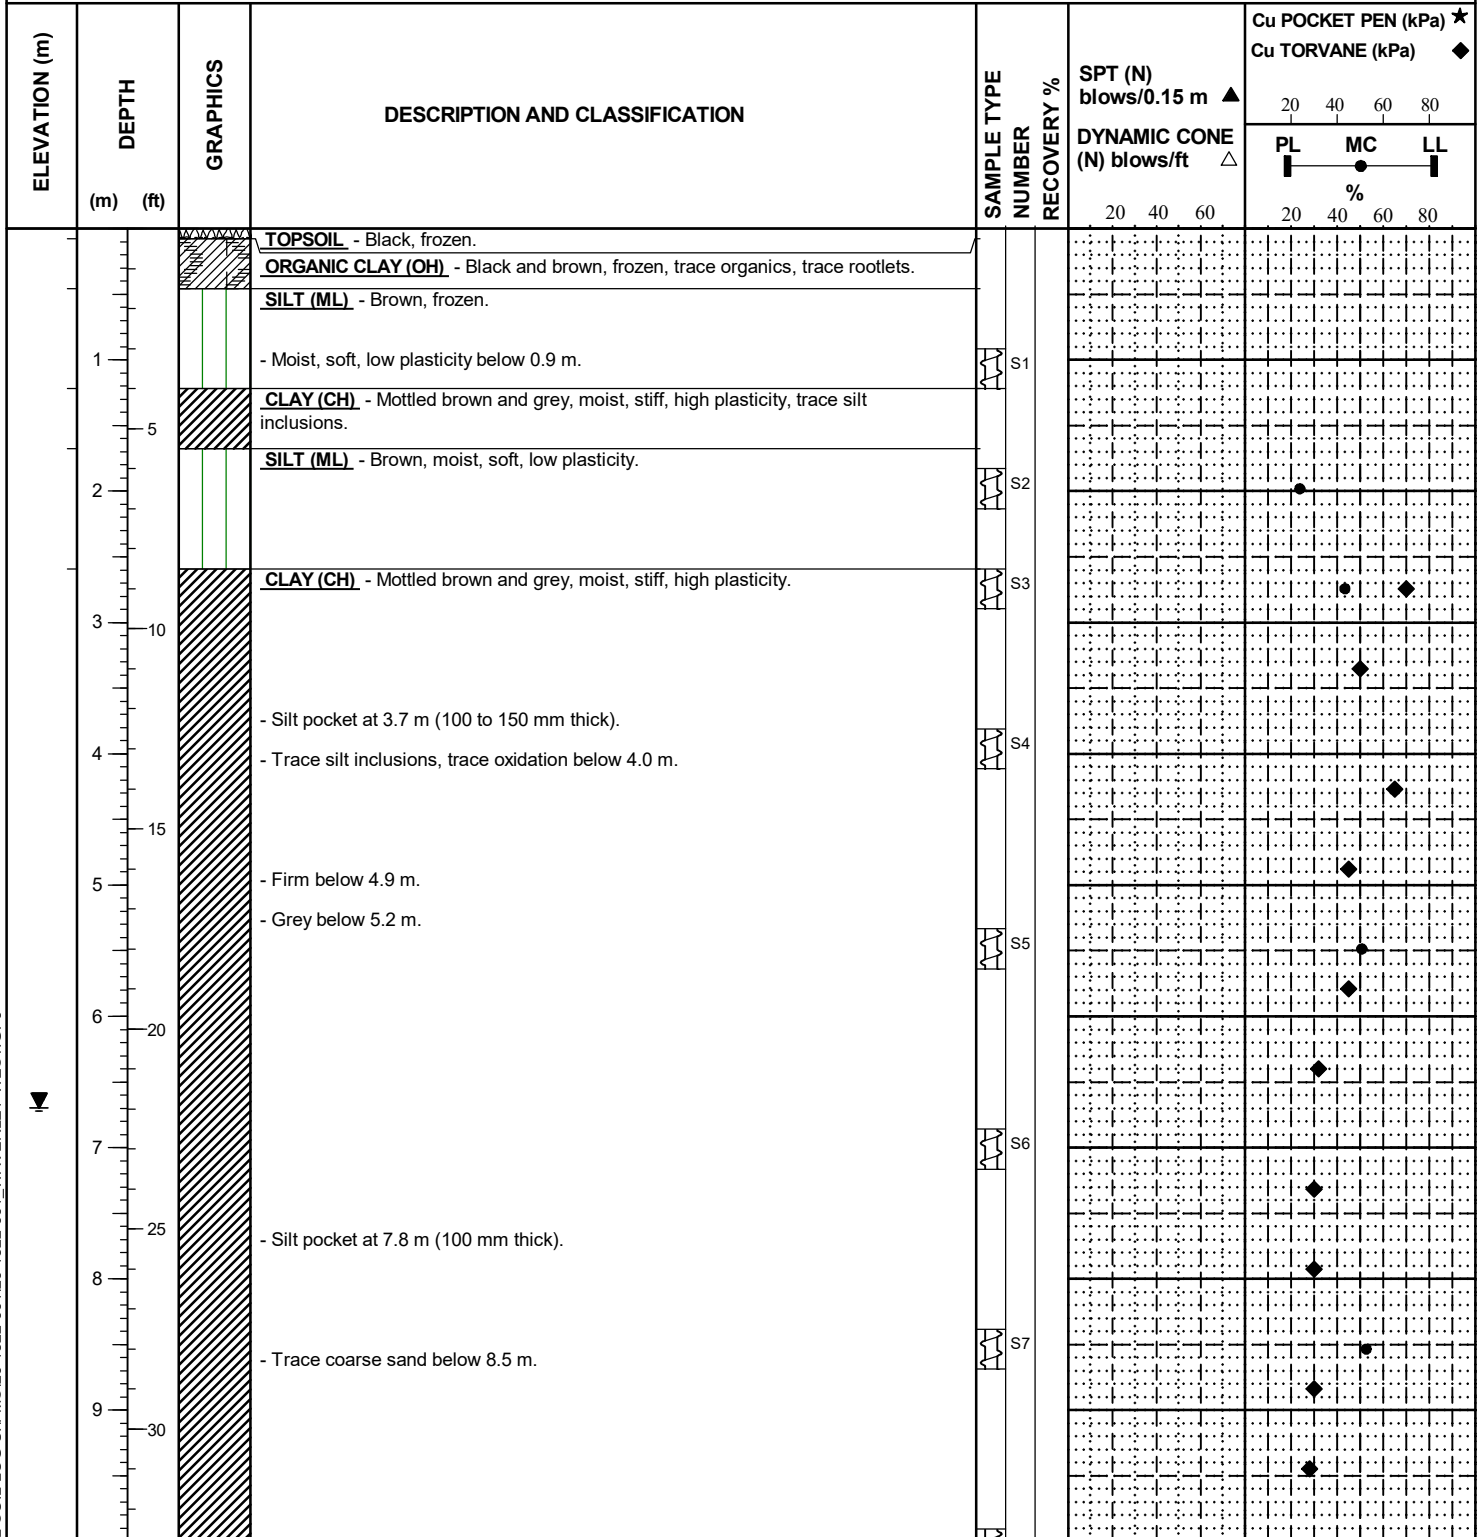 ELEVATION (m)
DEPTH
(m) (ft)
GRAPHICS
DESCRIPTION AND CLASSIFICATION
SAMPLE TYPE
NUMBER
RECOVERY %
SPT (N)
blows/0.15 m ▲
DYNAMIC CONE
(N) blows/ft △
20 40 60
Cu POCKET PEN (kPa) ★
Cu TORVANE (kPa) ◆
20 40 60 80
PL MC LL
%
20 40 60 80
TOPSOIL - Black, frozen.
ORGANIC CLAY (OH) - Black and brown, frozen, trace organics, trace rootlets.
SILT (ML) - Brown, frozen.
1
- Moist, soft, low plasticity below 0.9 m.
S1
CLAY (CH) - Mottled brown and grey, moist, stiff, high plasticity, trace silt
inclusions.
5
SILT (ML) - Brown, moist, soft, low plasticity.
S2
2
CLAY (CH) - Mottled brown and grey, moist, stiff, high plasticity.
S3
3
10
- Silt pocket at 3.7 m (100 to 150 mm thick).
S4
4
- Trace silt inclusions, trace oxidation below 4.0 m.
15
- Firm below 4.9 m.
5
- Grey below 5.2 m.
S5
6
20
7
S6
25
- Silt pocket at 7.8 m (100 mm thick).
8
S7
- Trace coarse sand below 8.5 m.
9
30